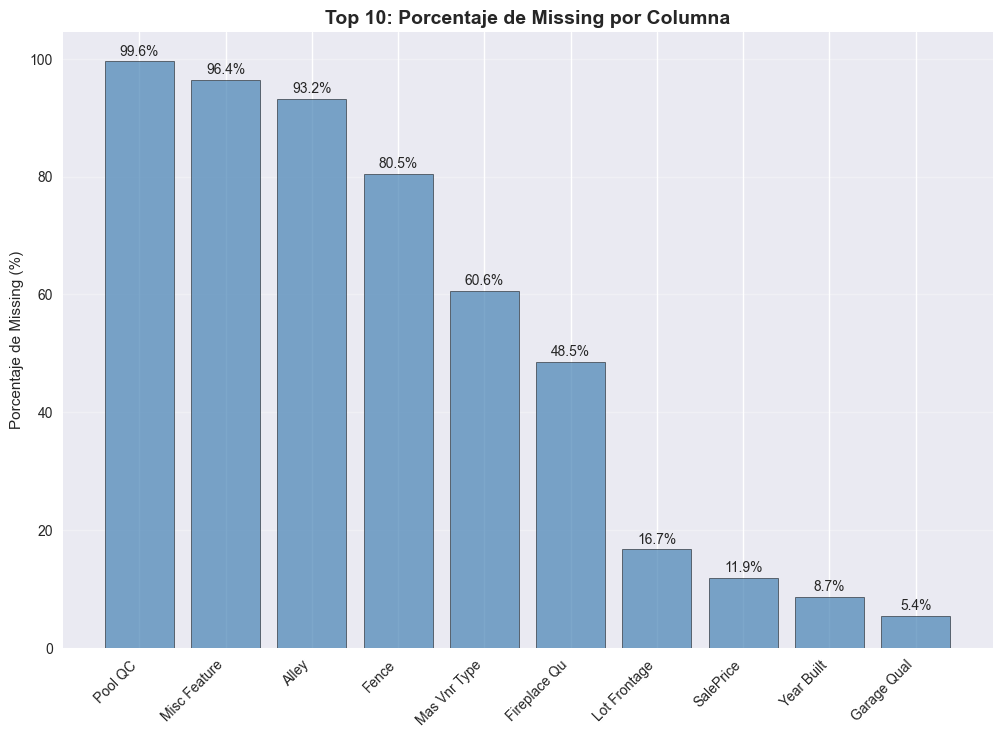 Top 10: Porcentaje de Missing por Columna
Porcentaje de Missing (%)
100
80
60
40
20
0
99.6%
96.4%
93.2%
80.5%
60.6%
48.5%
16.7%
11.9%
8.7%
5.4%
Pool QC
Misc Feature
Alley
Fence
Mas Vnr Type
Fireplace Qu
Lot Frontage
SalePrice
Year Built
Garage Qual